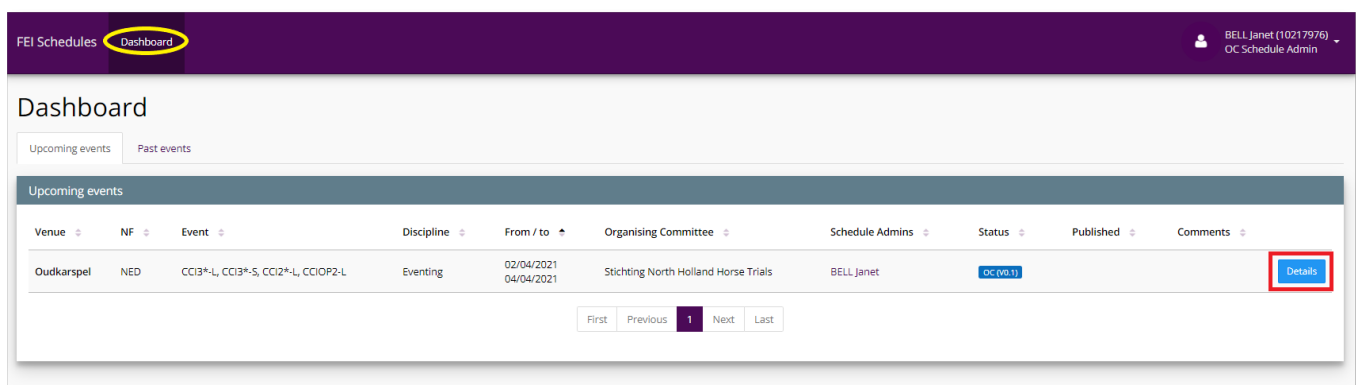 FEI Schedules Dashboard BELL Janet (10217976)
OC Schedule Admin
Dashboard
Upcoming events Past events
Upcoming events
Venue NF Event Discipline From / to Organising Committee Schedule Admins Status Published Comments
Oudkarspel NED CCI3*-L, CCI3*-S, CCI2*-L, CCIOP2-L Eventing 02/04/2021 Stichting North Holland Horse Trials BELL Janet OC (V0.1) Details
04/04/2021
First Previous 1 Next Last